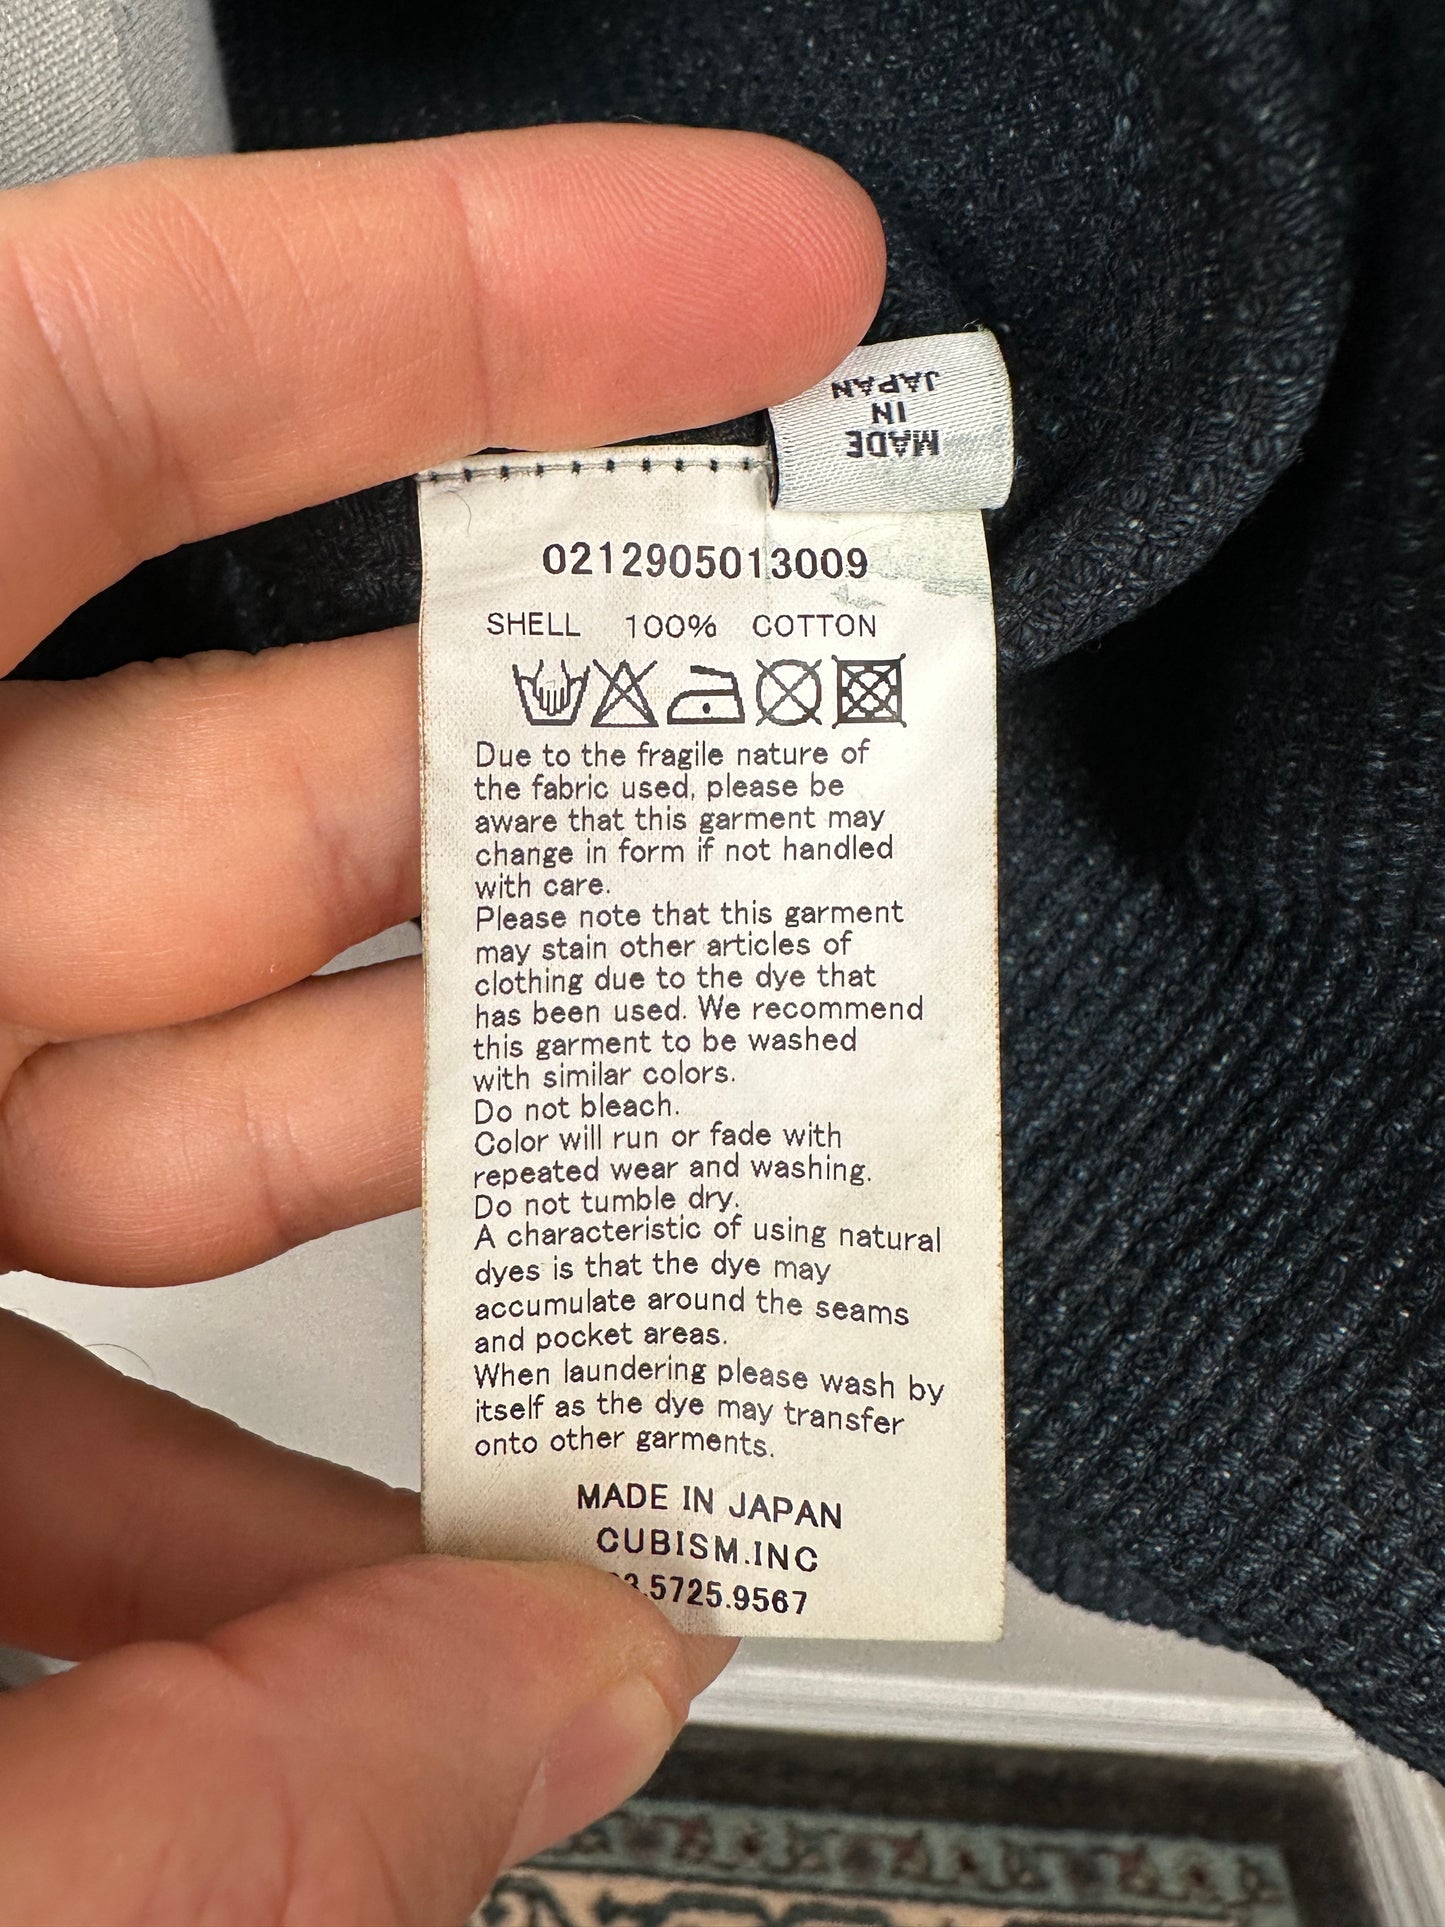 MADE
IN
JAPAN
0212905013009
SHELL 100% COTTON
Due to the fragile nature of
the fabric used, please be
aware that this garment may
change in form if not handled
with care.
Please note that this garment
may stain other articles of
clothing due to the dye that
has been used. We recommend
this garment to be washed
with similar colors.
Do not bleach.
Color will run or fade with
repeated wear and washing.
Do not tumble dry.
A characteristic of using natural
dyes is that the dye may
accumulate around the seams
and pocket areas.
When laundering please wash by
itself as the dye may transfer
onto other garments.
MADE IN JAPAN
CUBISM.INC
3.5725.9567